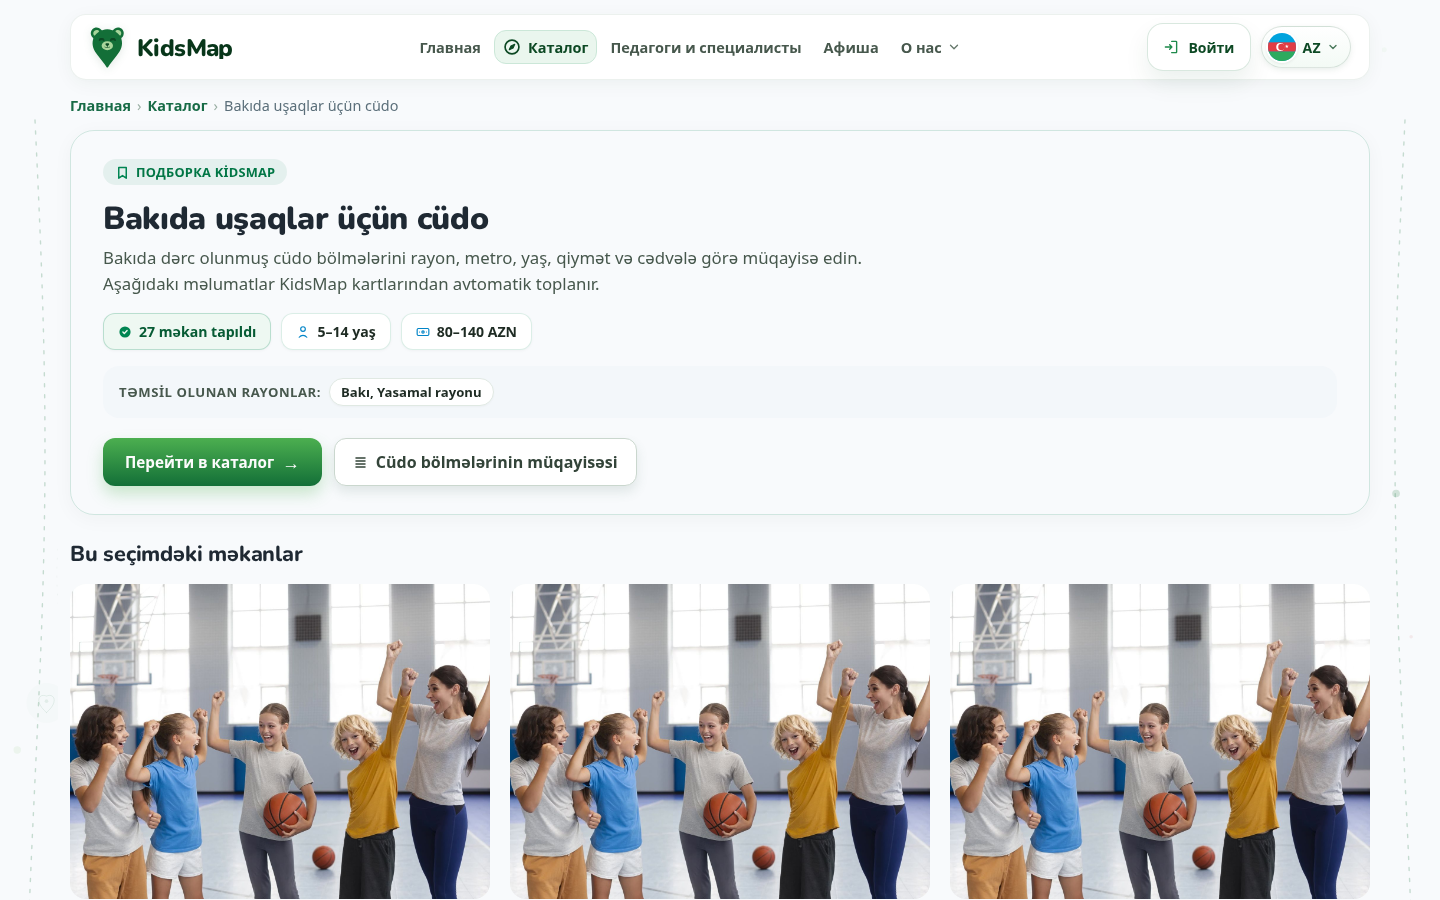 KidsMap
Главная
Каталог
Педагоги и специалисты
Афиша
О нас
Войти
AZ
Главная › Каталог › Bakıda uşaqlar üçün cüdo
ПОДБОРКА KİDSMAP
Bakıda uşaqlar üçün cüdo
Bakıda dərc olunmuş cüdo bölmələrini rayon, metro, yaş, qiymət və cədvələ görə müqayisə edin.
Aşağıdakı məlumatlar KidsMap kartlarından avtomatik toplanır.
27 məkan tapıldı
5–14 yaş
80–140 AZN
TƏMSİL OLUNAN RAYONLAR:
Bakı, Yasamal rayonu
Перейти в каталог →
Cüdo bölmələrinin müqayisəsi
Bu seçimdəki məkanlar